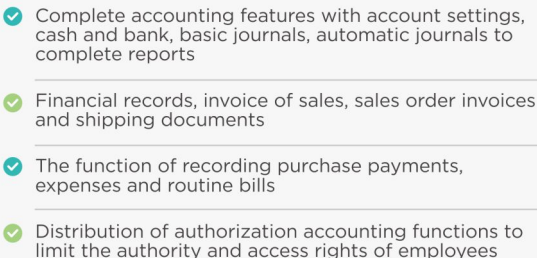 Complete accounting features with account settings,
cash and bank, basic journals, automatic journals to
complete reports
Financial records, invoice of sales, sales order invoices
and shipping documents
The function of recording purchase payments,
expenses and routine bills
Distribution of authorization accounting functions to
limit the authority and access rights of employees